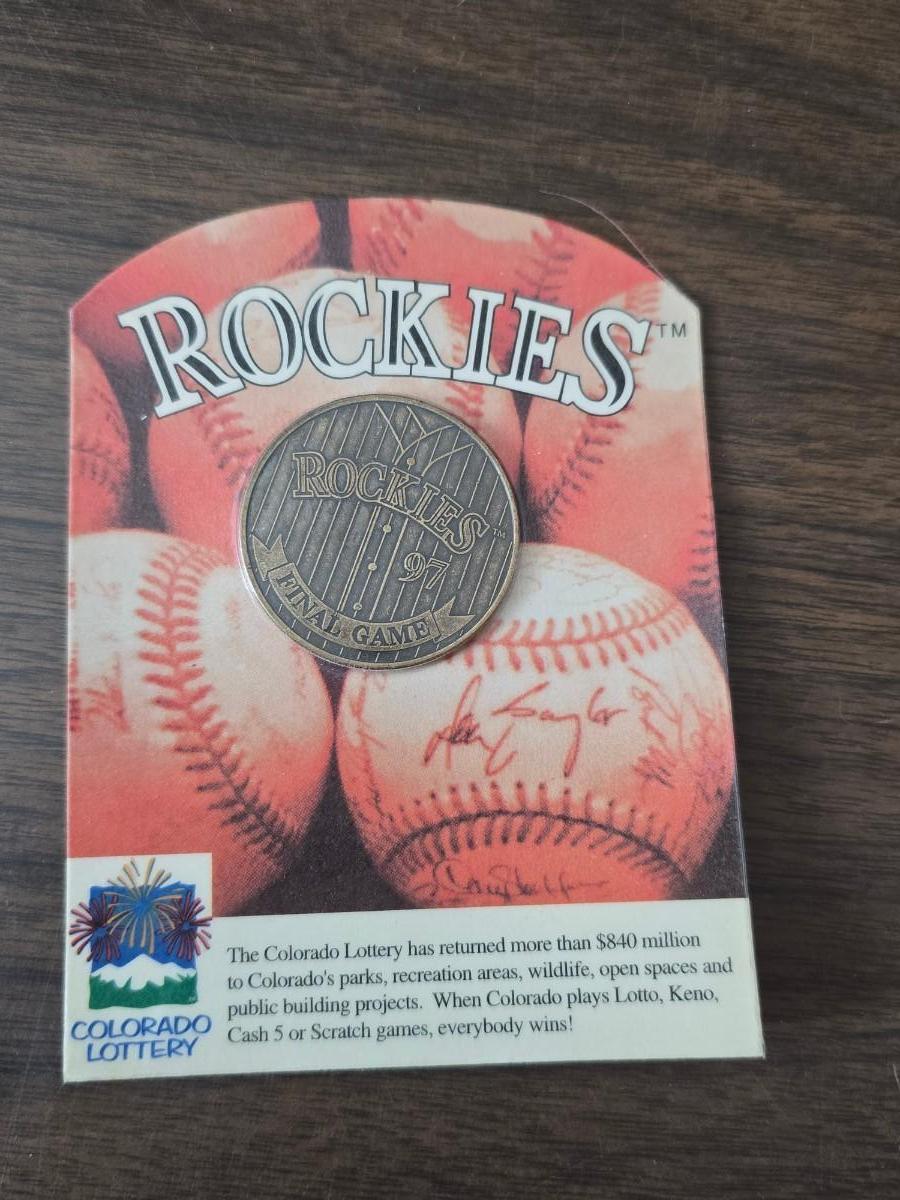 ROCKIES™
ROCKIES™
97
FINAL GAME
The Colorado Lottery has returned more than $840 million
to Colorado's parks, recreation areas, wildlife, open spaces and
public building projects. When Colorado plays Lotto, Keno,
Cash 5 or Scratch games, everybody wins!
COLORADO
LOTTERY